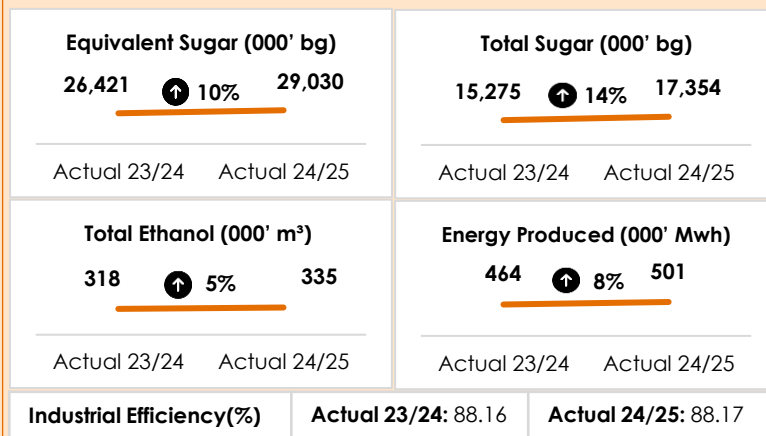 Equivalent Sugar (000' bg)
26,421 10% 29,030
Actual 23/24 Actual 24/25
Total Sugar (000' bg)
15,275 14% 17,354
Actual 23/24 Actual 24/25
Total Ethanol (000' m³)
318 5% 335
Actual 23/24 Actual 24/25
Energy Produced (000' Mwh)
464 8% 501
Actual 23/24 Actual 24/25
Industrial Efficiency(%) Actual 23/24: 88.16 Actual 24/25: 88.17